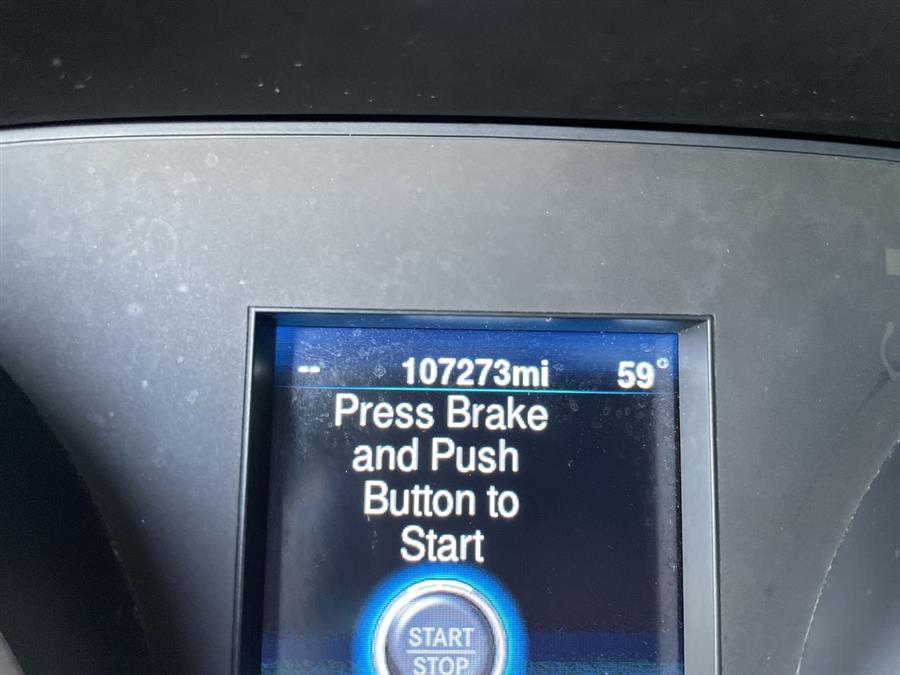 -- 107273mi 59°
Press Brake
and Push
Button to
Start
START
STOP